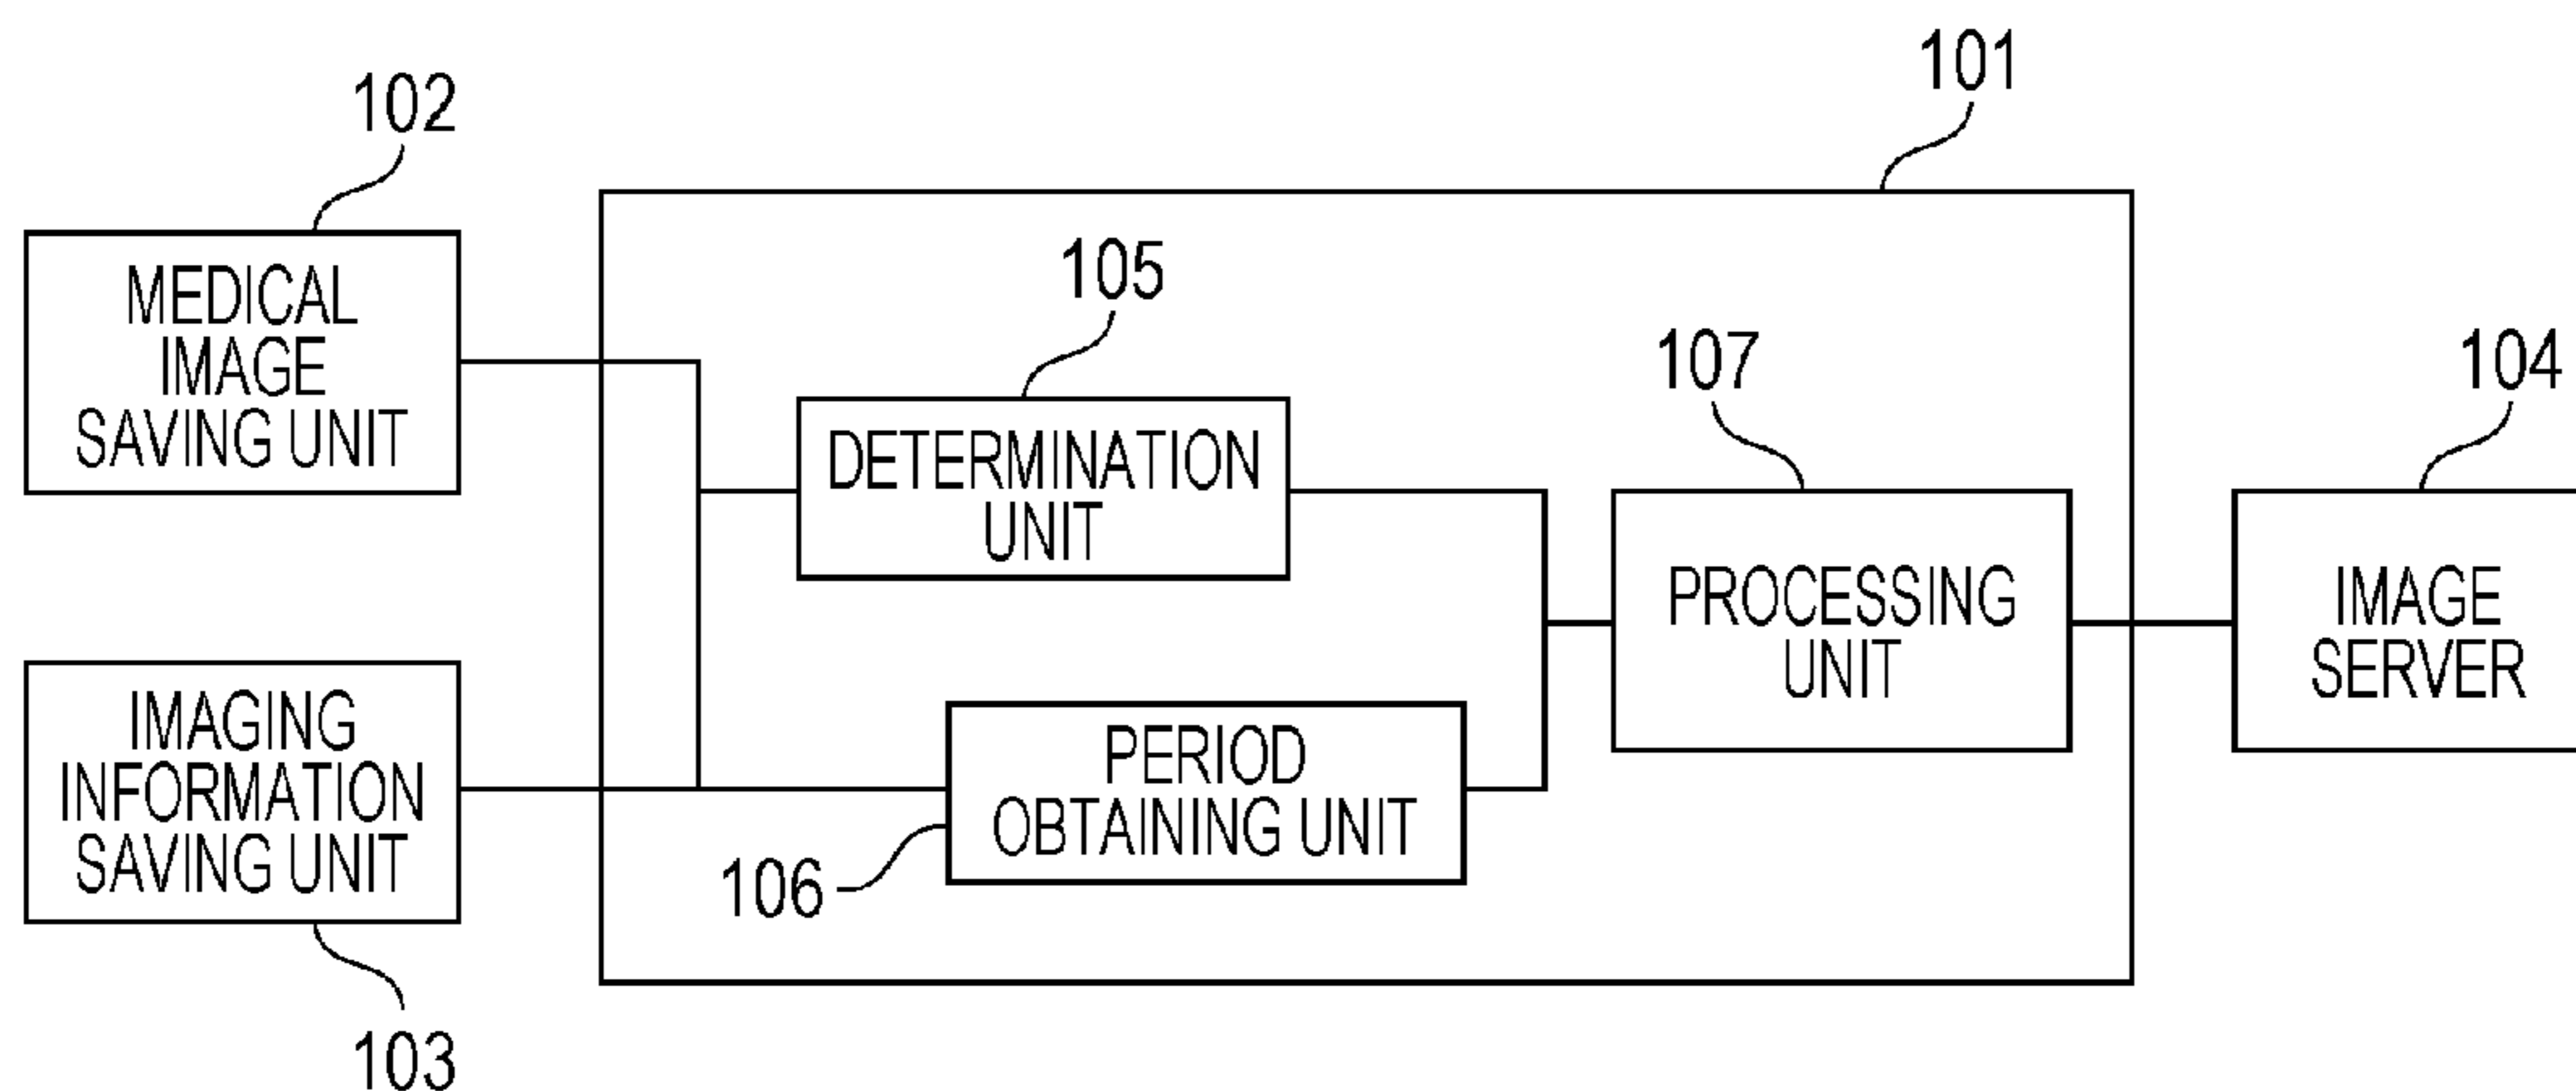 101
102
MEDICAL
IMAGE
SAVING UNIT
105
DETERMINATION
UNIT
107
PROCESSING
UNIT
104
IMAGE
SERVER
IMAGING
INFORMATION
SAVING UNIT
103
PERIOD
OBTAINING UNIT
106